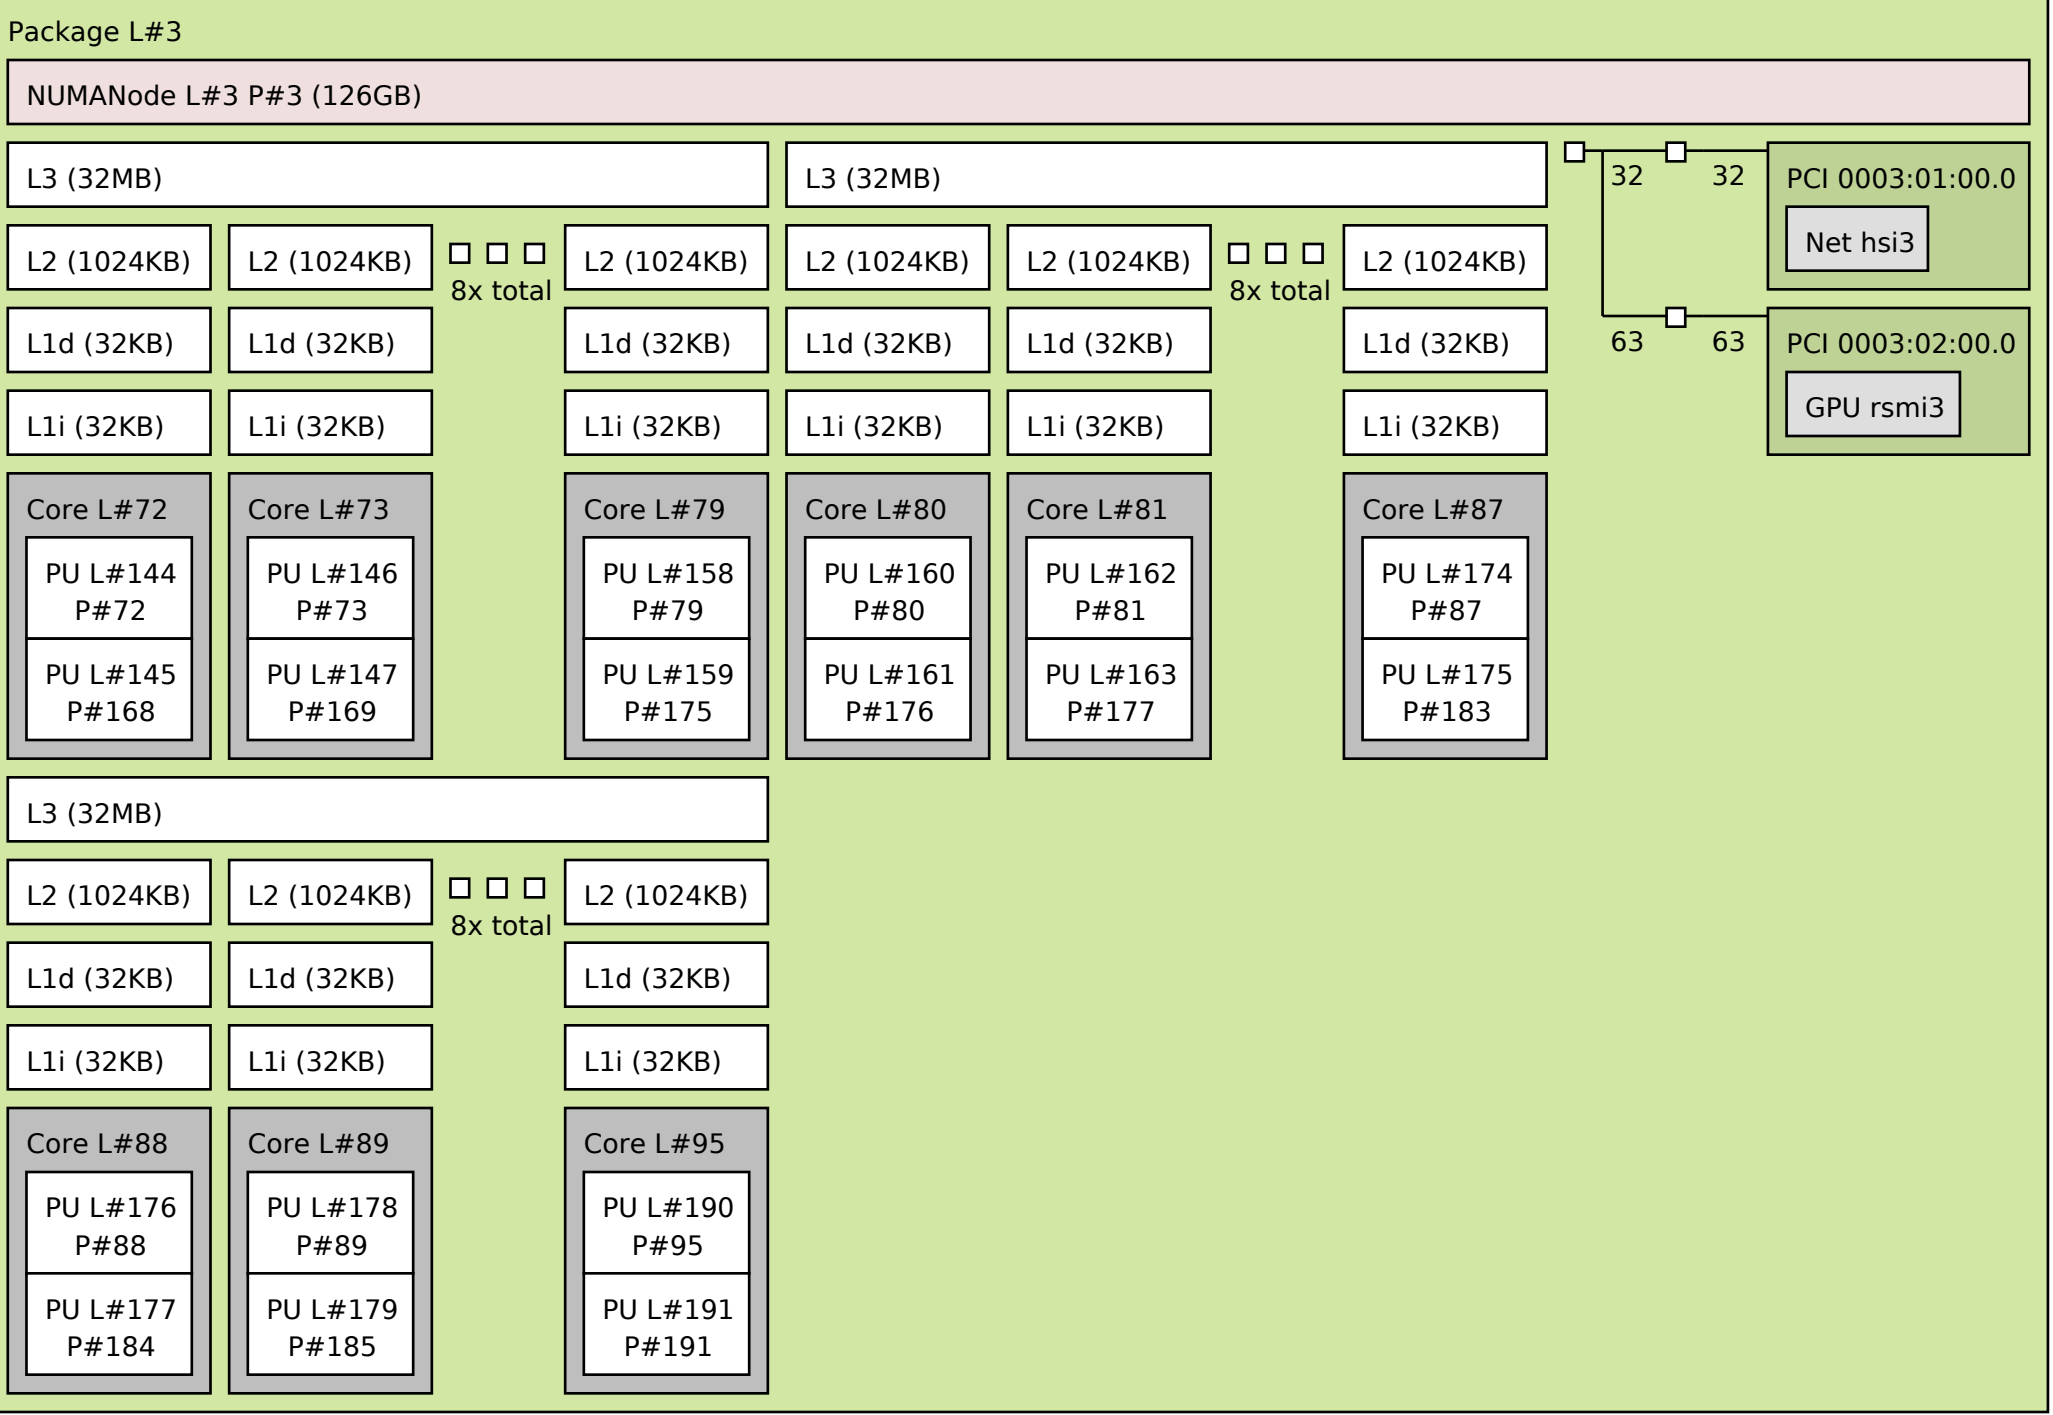 Package L#3
NUMANode L#3 P#3 (126GB)
L3 (32MB)
L3 (32MB)
32
32
PCI 0003:01:00.0
Net hsi3
L2 (1024KB)
L2 (1024KB)
8x total
L2 (1024KB)
L2 (1024KB)
L2 (1024KB)
8x total
L2 (1024KB)
L1d (32KB)
L1d (32KB)
L1d (32KB)
L1d (32KB)
L1d (32KB)
L1d (32KB)
63
63
PCI 0003:02:00.0
GPU rsmi3
L1i (32KB)
L1i (32KB)
L1i (32KB)
L1i (32KB)
L1i (32KB)
L1i (32KB)
Core L#72
PU L#144
P#72
PU L#145
P#168
Core L#73
PU L#146
P#73
PU L#147
P#169
Core L#79
PU L#158
P#79
PU L#159
P#175
Core L#80
PU L#160
P#80
PU L#161
P#176
Core L#81
PU L#162
P#81
PU L#163
P#177
Core L#87
PU L#174
P#87
PU L#175
P#183
L3 (32MB)
L2 (1024KB)
L2 (1024KB)
8x total
L2 (1024KB)
L1d (32KB)
L1d (32KB)
L1d (32KB)
L1i (32KB)
L1i (32KB)
L1i (32KB)
Core L#88
PU L#176
P#88
PU L#177
P#184
Core L#89
PU L#178
P#89
PU L#179
P#185
Core L#95
PU L#190
P#95
PU L#191
P#191